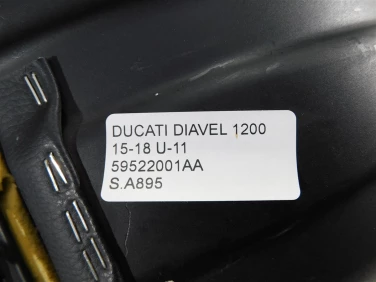 DUCATI DIAVEL 1200
15-18 U-11
59522001AA
S.A895